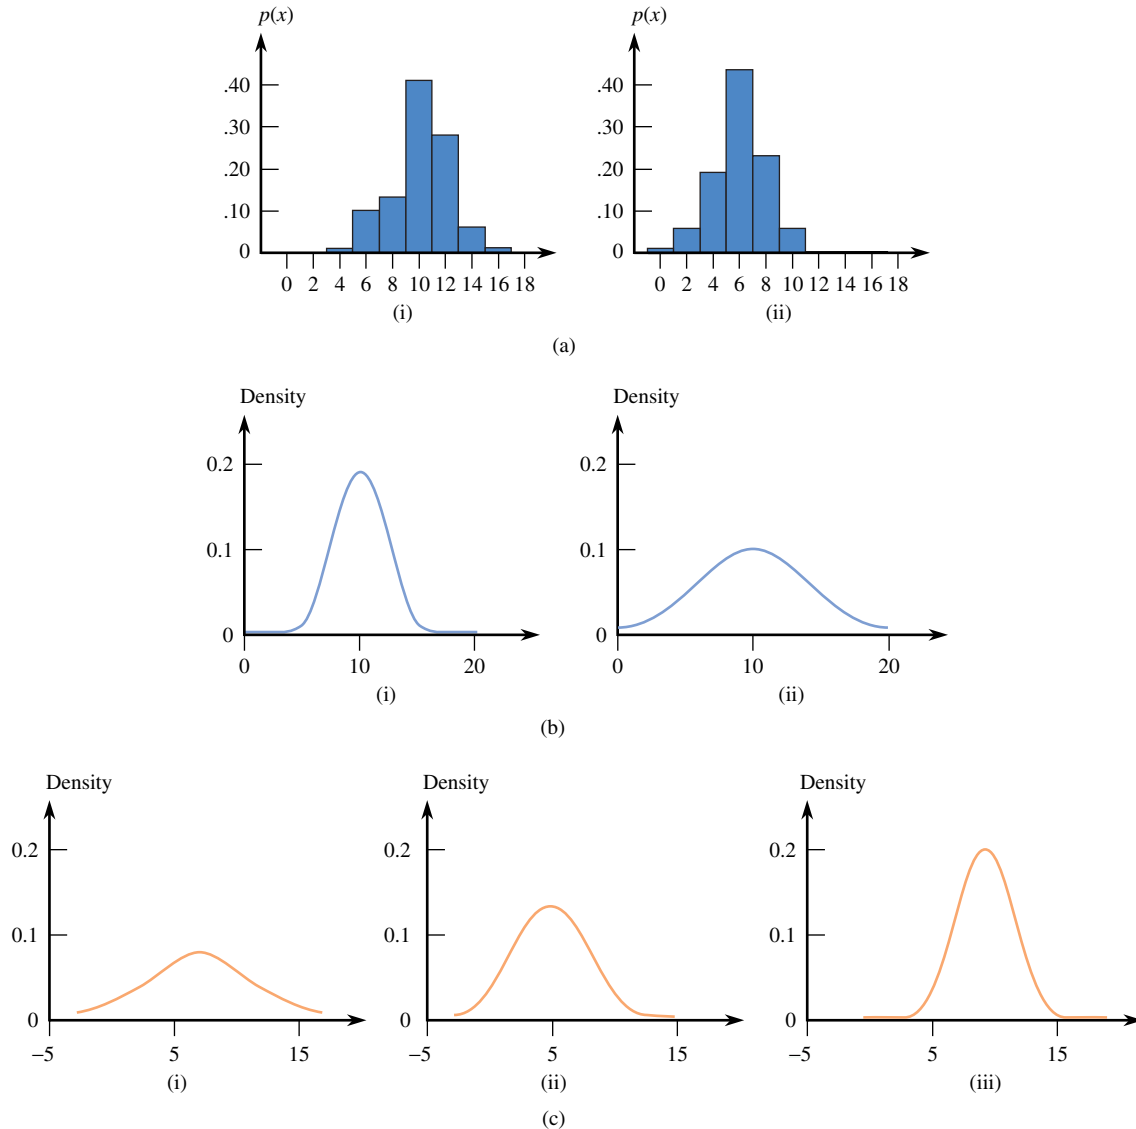 p(x) p(x)
.40 .40
.30 .30
.20 .20
.10 .10
0 0
0 2 4 6 8 10 12 14 16 18 0 2 4 6 8 10 12 14 16 18
(i) (ii)
(a)
Density Density
0.2 0.2
0.1 0.1
0 0
0 10 20 0 10 20
(i) (ii)
(b)
Density Density Density
0.2 0.2 0.2
0.1 0.1 0.1
0 0 0
–5 5 15 –5 5 15 –5 5 15
(i) (ii) (iii)
(c)